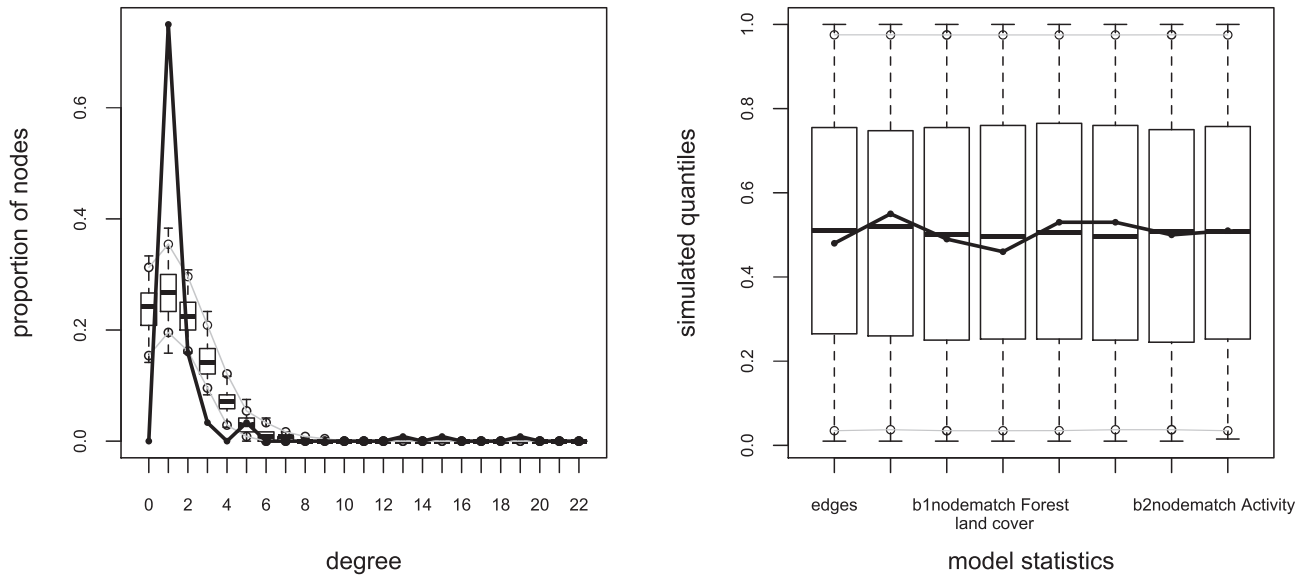 proportion of nodes
0.0
0.2
0.4
0.6
0 2 4 6 8 10 12 14 16 18 20 22
degree
simulated quantiles
0.0
0.2
0.4
0.6
0.8
1.0
edges b1nodematch Forest b2nodematch Activity
land cover
model statistics